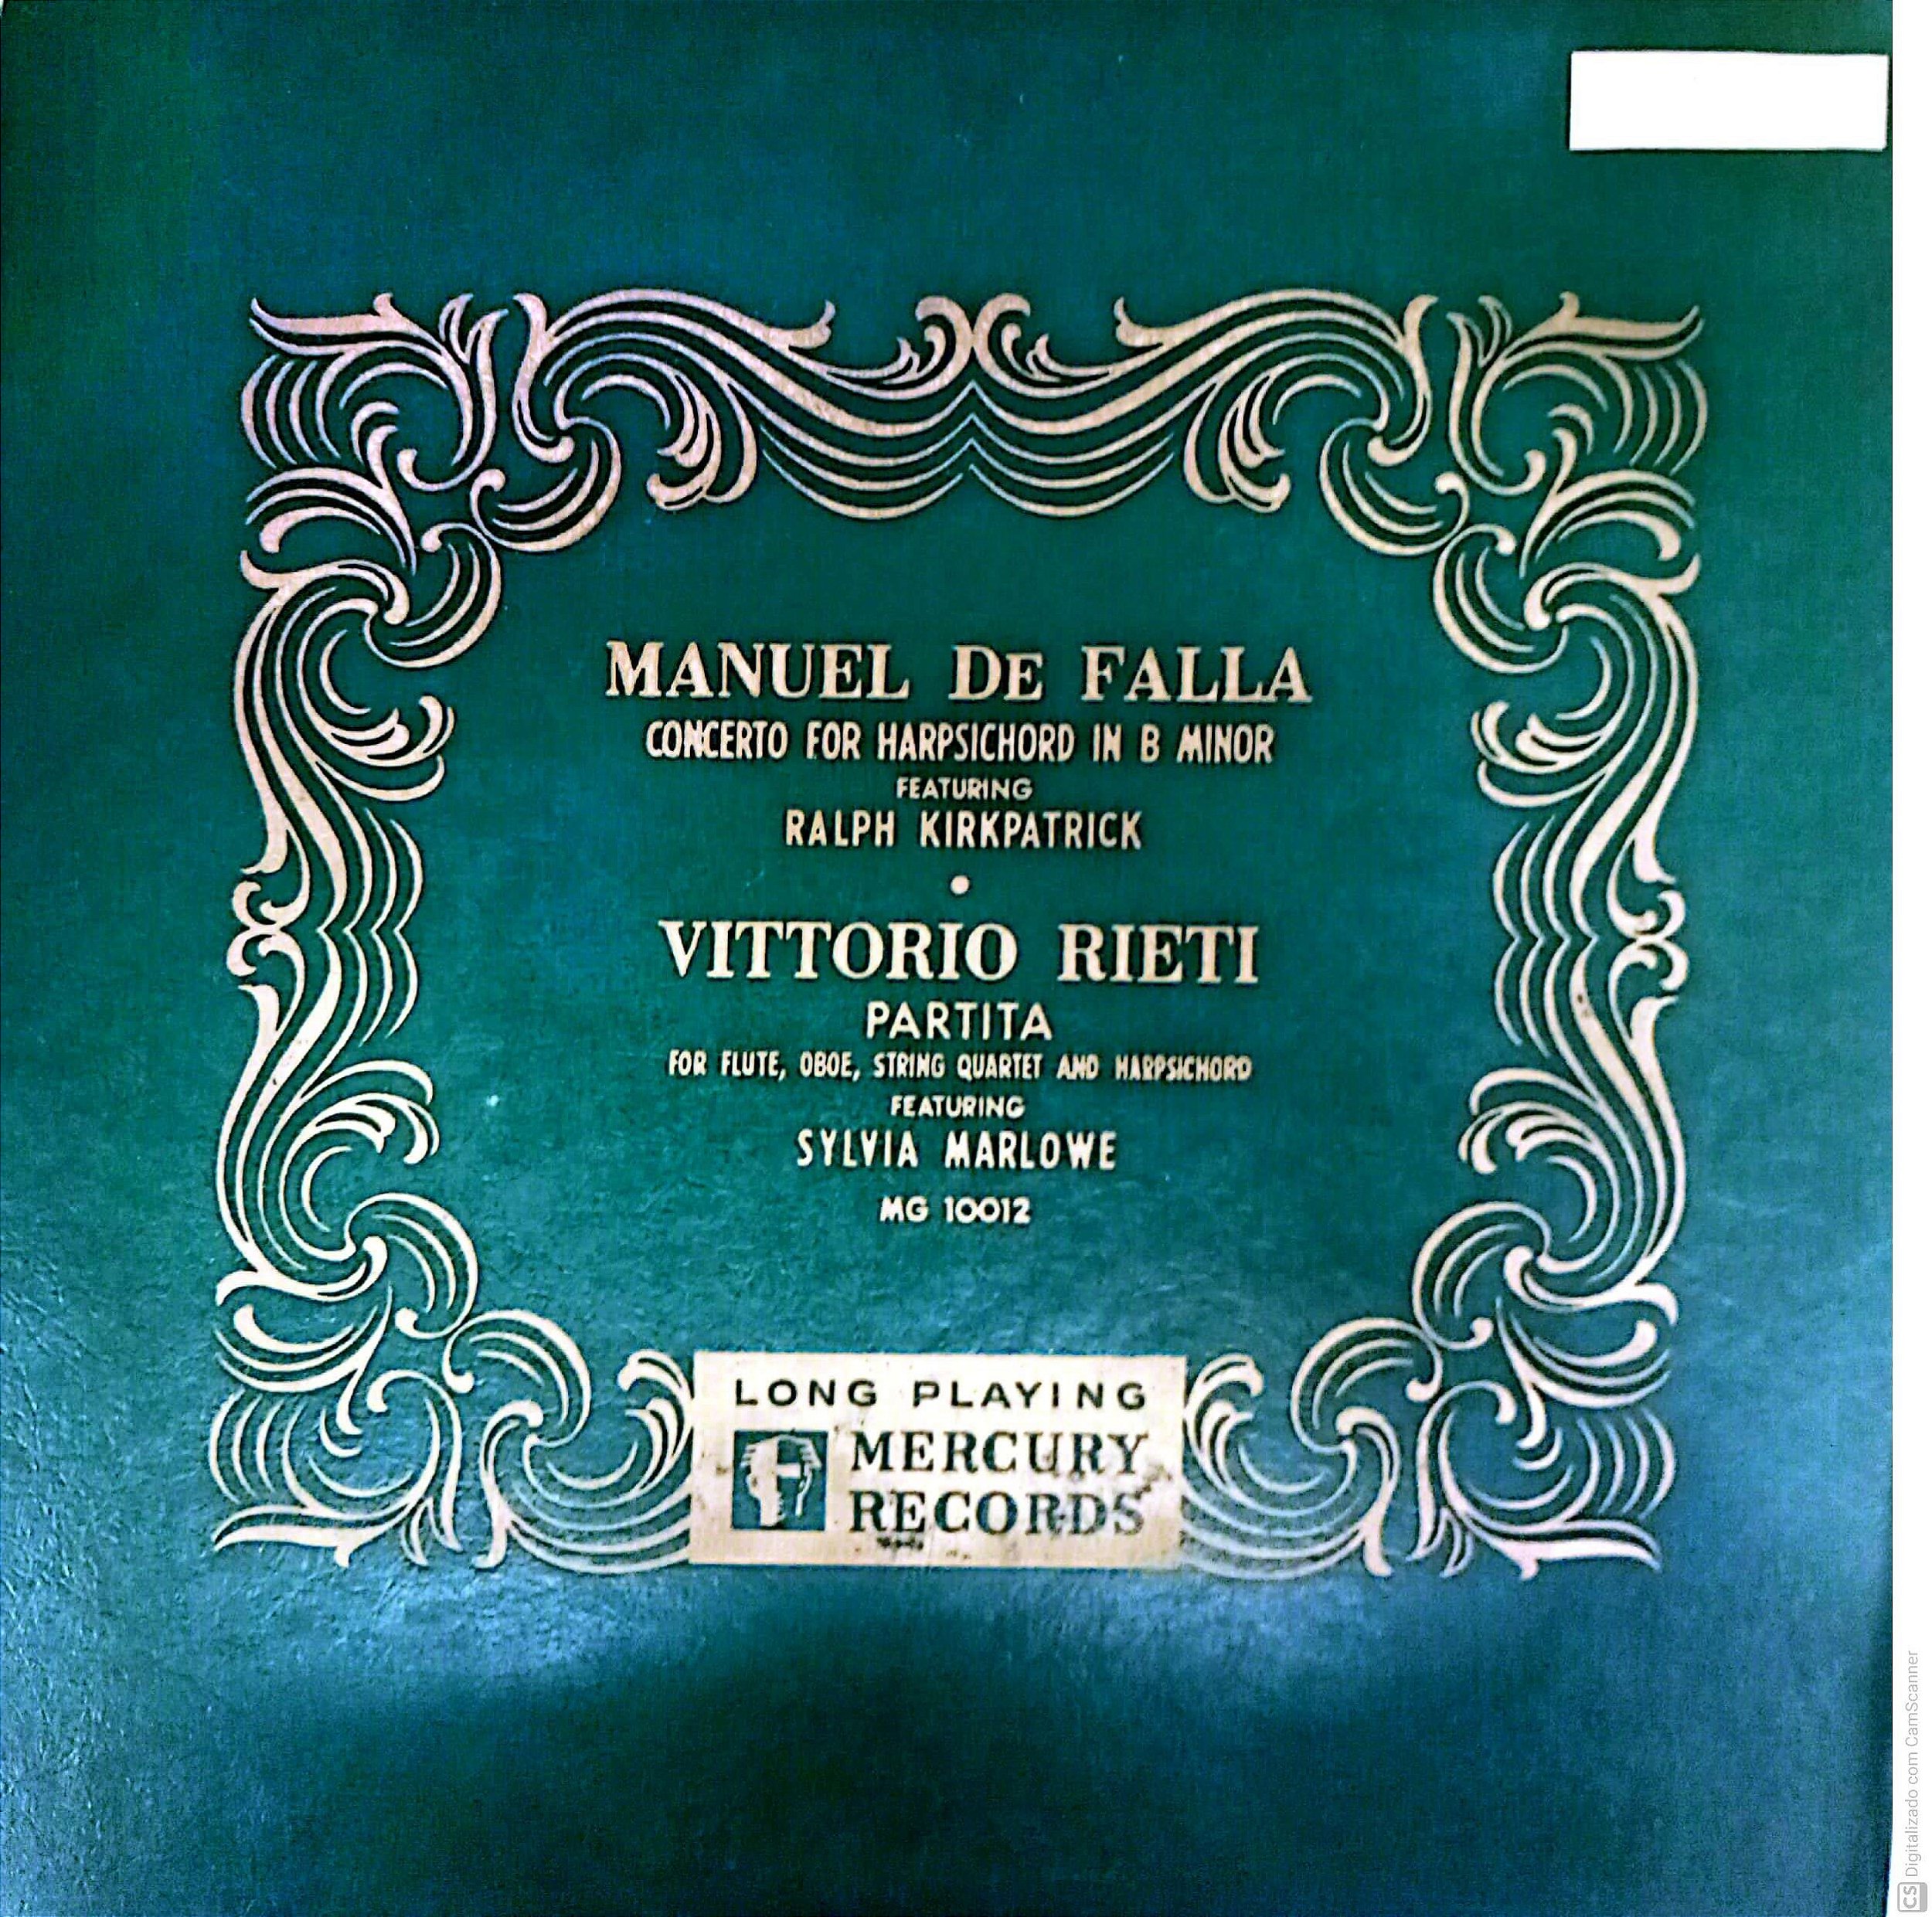 MANUEL DE FALLA
CONCERTO FOR HARPSICHORD IN B MINOR
FEATURING
RALPH KIRKPATRICK
•
VITTORIO RIETI
PARTITA
FOR FLUTE, OBOE, STRING QUARTET AND HARPSICHORD
FEATURING
SYLVIA MARLOWE
MG 10012
LONG PLAYING
MERCURY
RECORDS
CS Digitalizado com CamScanner